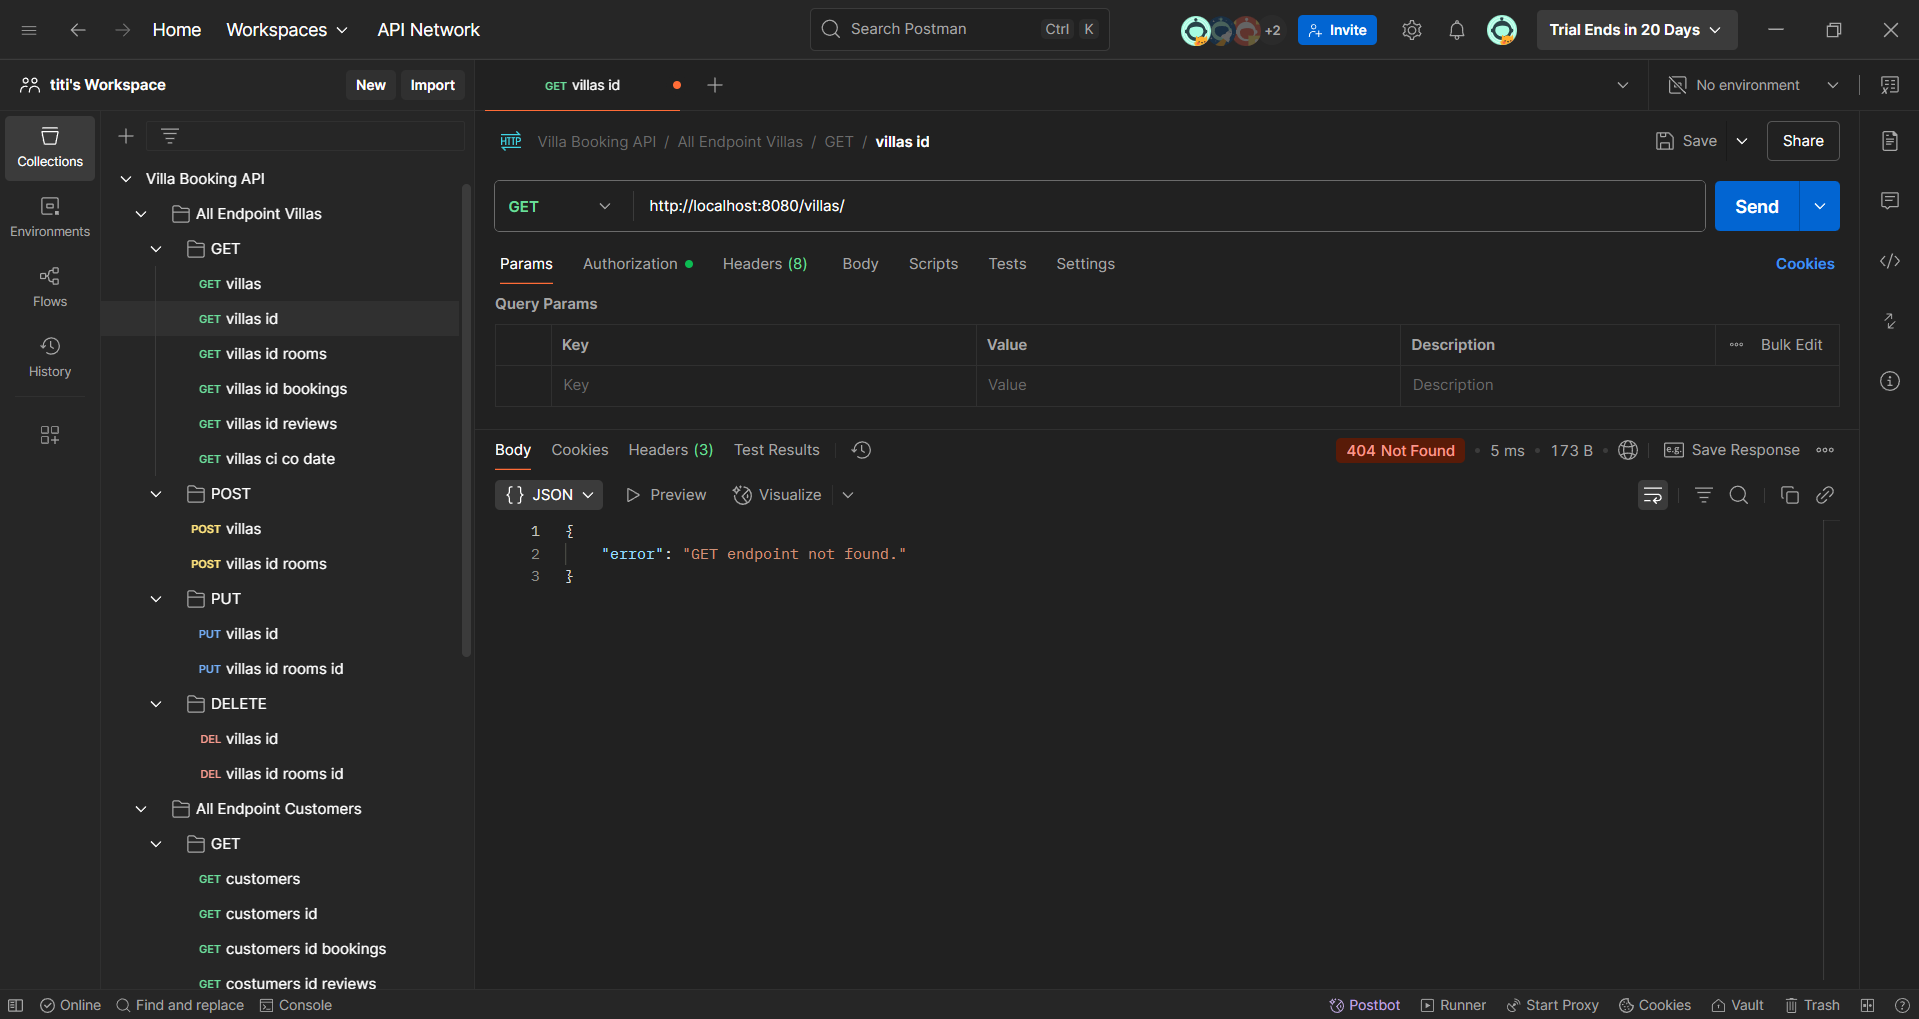 Home Workspaces API Network Search Postman Ctrl K +2 Invite Trial Ends in 20 Days
titi's Workspace New Import GET villas id No environment
Villa Booking API / All Endpoint Villas / GET / villas id Save Share
Collections
Environments
Flows
History
Villa Booking API
All Endpoint Villas
GET
GET villas
GET villas id
GET villas id rooms
GET villas id bookings
GET villas id reviews
GET villas ci co date
POST
POST villas
POST villas id rooms
PUT
PUT villas id
PUT villas id rooms id
DELETE
DEL villas id
DEL villas id rooms id
All Endpoint Customers
GET
GET customers
GET customers id
GET customers id bookings
GET costumers id reviews
HTTP
GET http://localhost:8080/villas/ Send
Params Authorization Headers (8) Body Scripts Tests Settings Cookies
Query Params
Key Value Description Bulk Edit
Key Value Description
Body Cookies Headers (3) Test Results 404 Not Found 5 ms 173 B e.g. Save Response
{} JSON Preview Visualize
1 {
2 "error": "GET endpoint not found."
3 }
Online Find and replace Console Postbot Runner Start Proxy Cookies Vault Trash